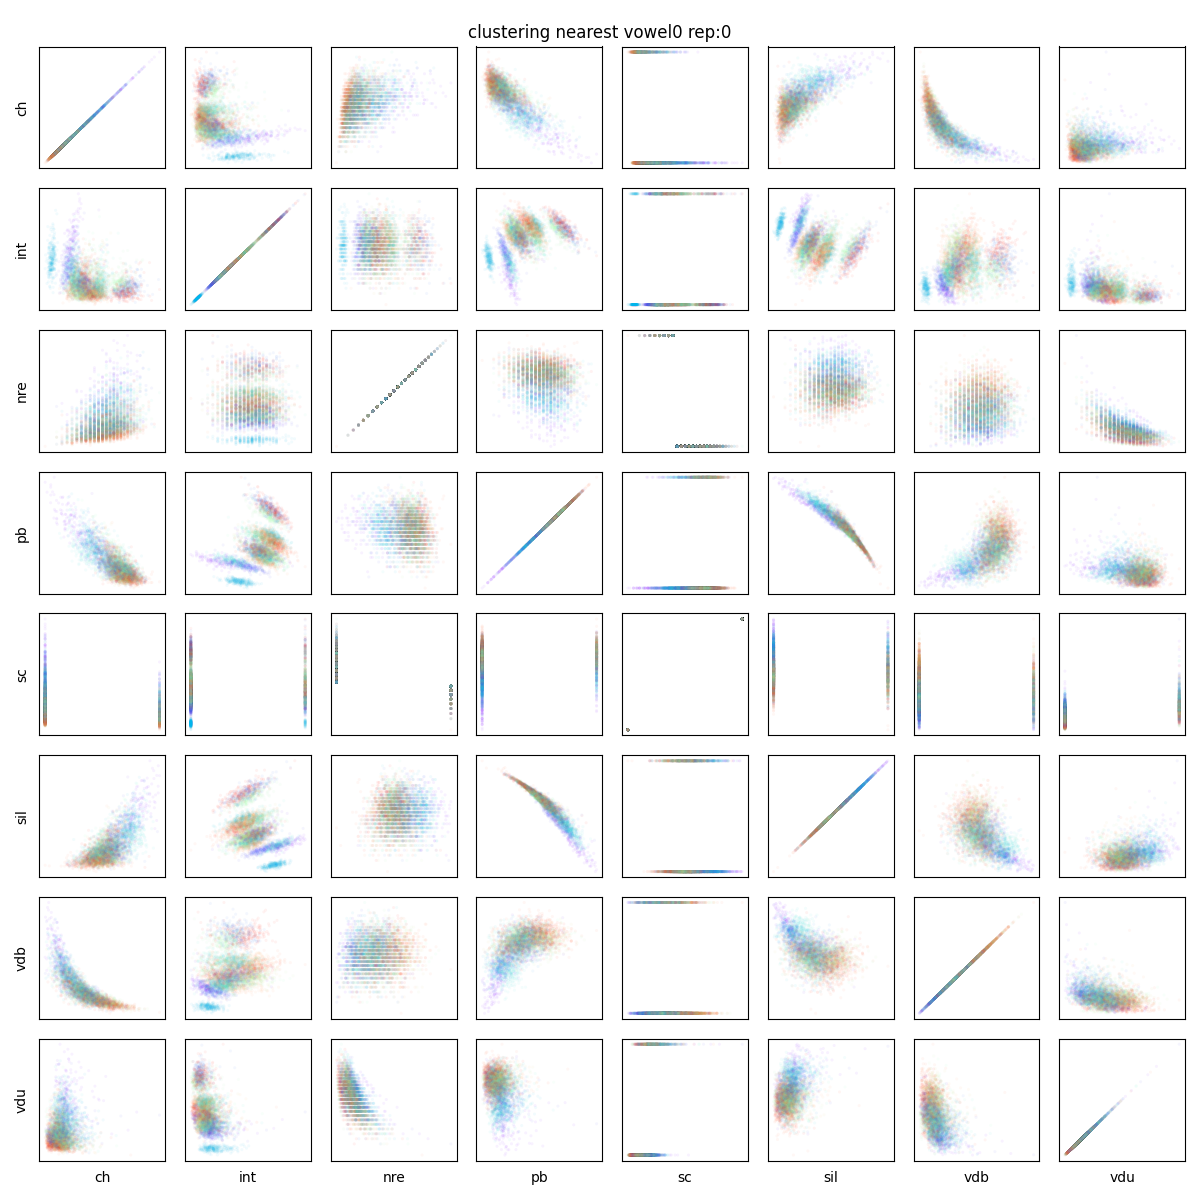 clustering nearest vowel0 rep:0
ch
int
nre
pb
sc
sil
vdb
vdu
ch int nre pb sc sil vdb vdu